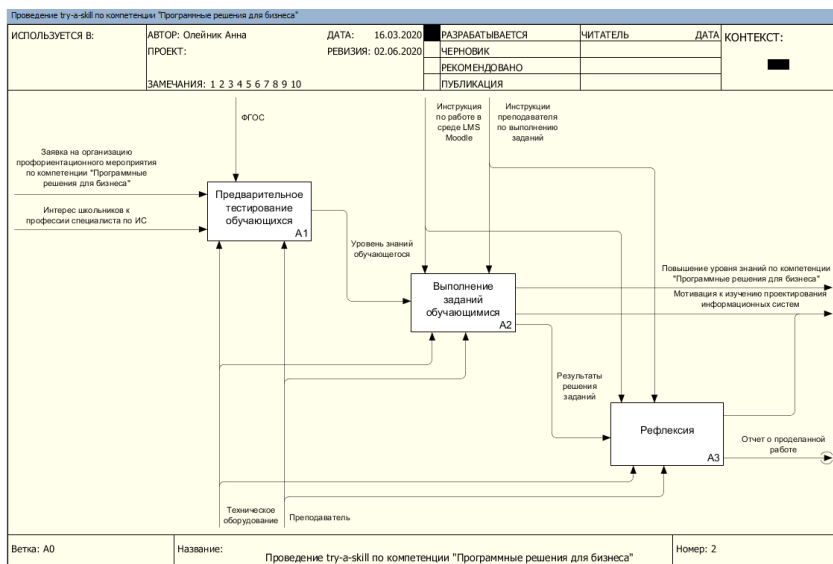 Проведение try-a-skill по компетенции "Программные решения для бизнеса"
ИСПОЛЬЗУЕТСЯ В:
АВТОР: Олейник Анна
ДАТА: 16.03.2020
ПРОЕКТ:
РЕВИЗИЯ: 02.06.2020
ЗАМЕЧАНИЯ: 1 2 3 4 5 6 7 8 9 10
РАЗРАБАТЫВАЕТСЯ
ЧЕРНОВИК
РЕКОМЕНДОВАНО
ПУБЛИКАЦИЯ
ЧИТАТЕЛЬ
ДАТА
КОНТЕКСТ:
ФГОС
Инструкция
по работе в
среде LMS
Moodle
Инструкции
преподавателя
по выполнению
заданий
Заявка на организацию
профориентационного мероприятия
по компетенции "Программные
решения для бизнеса"
Интерес школьников к
профессии специалиста по ИС
Предварительное
тестирование
обучающихся
A1
Уровень знаний
обучающегося
Выполнение
заданий
обучающимися
A2
Повышение уровня знаний по компетенции
"Программные решения для бизнеса"
Мотивация к изучению проектирования
информационных систем
Результаты
решения
заданий
Рефлексия
A3
Отчет о проделанной
работе
Техническое
оборудование
Преподаватель
Ветка: A0
Название:
Проведение try-a-skill по компетенции "Программные решения для бизнеса"
Номер: 2